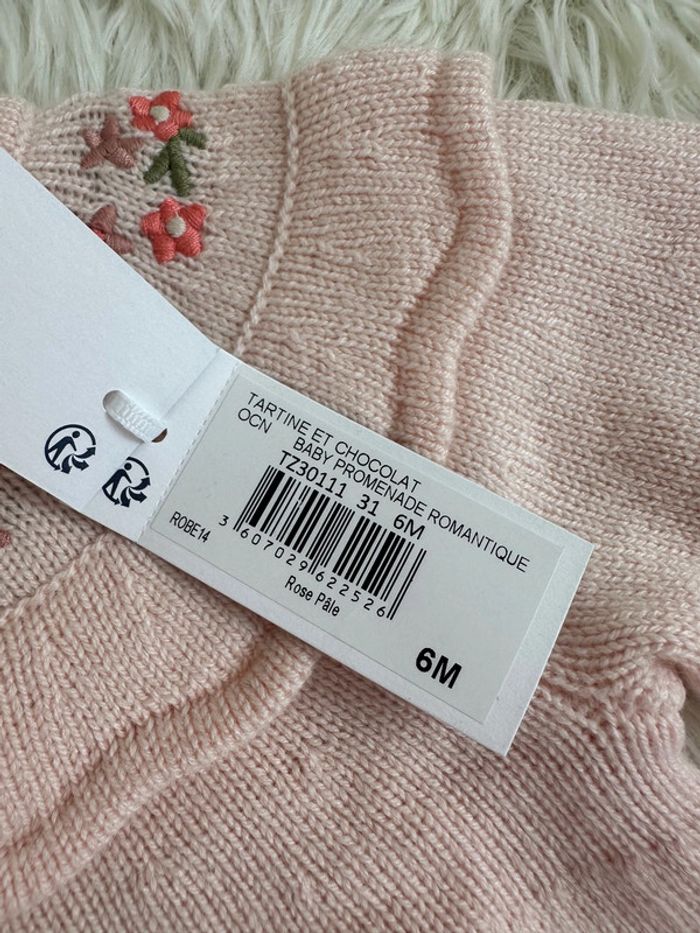 TARTINE ET CHOCOLAT
OCN BABY PROMENADE ROMANTIQUE
TZ30111 31 6M
ROBE14
3 607029 622526
Rose Pâle
6M